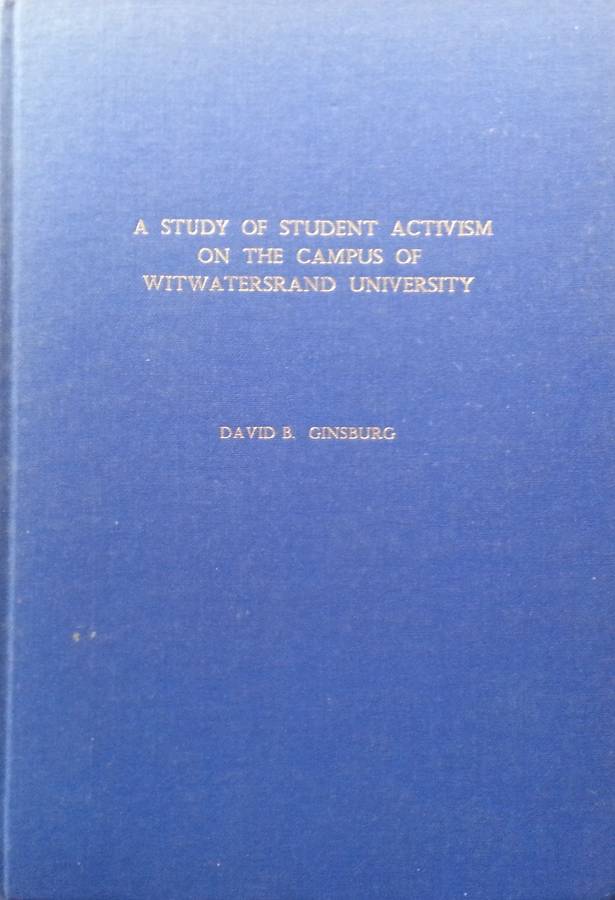 A STUDY OF STUDENT ACTIVISM
ON THE CAMPUS OF
WITWATERSRAND UNIVERSITY
DAVID B. GINSBURG